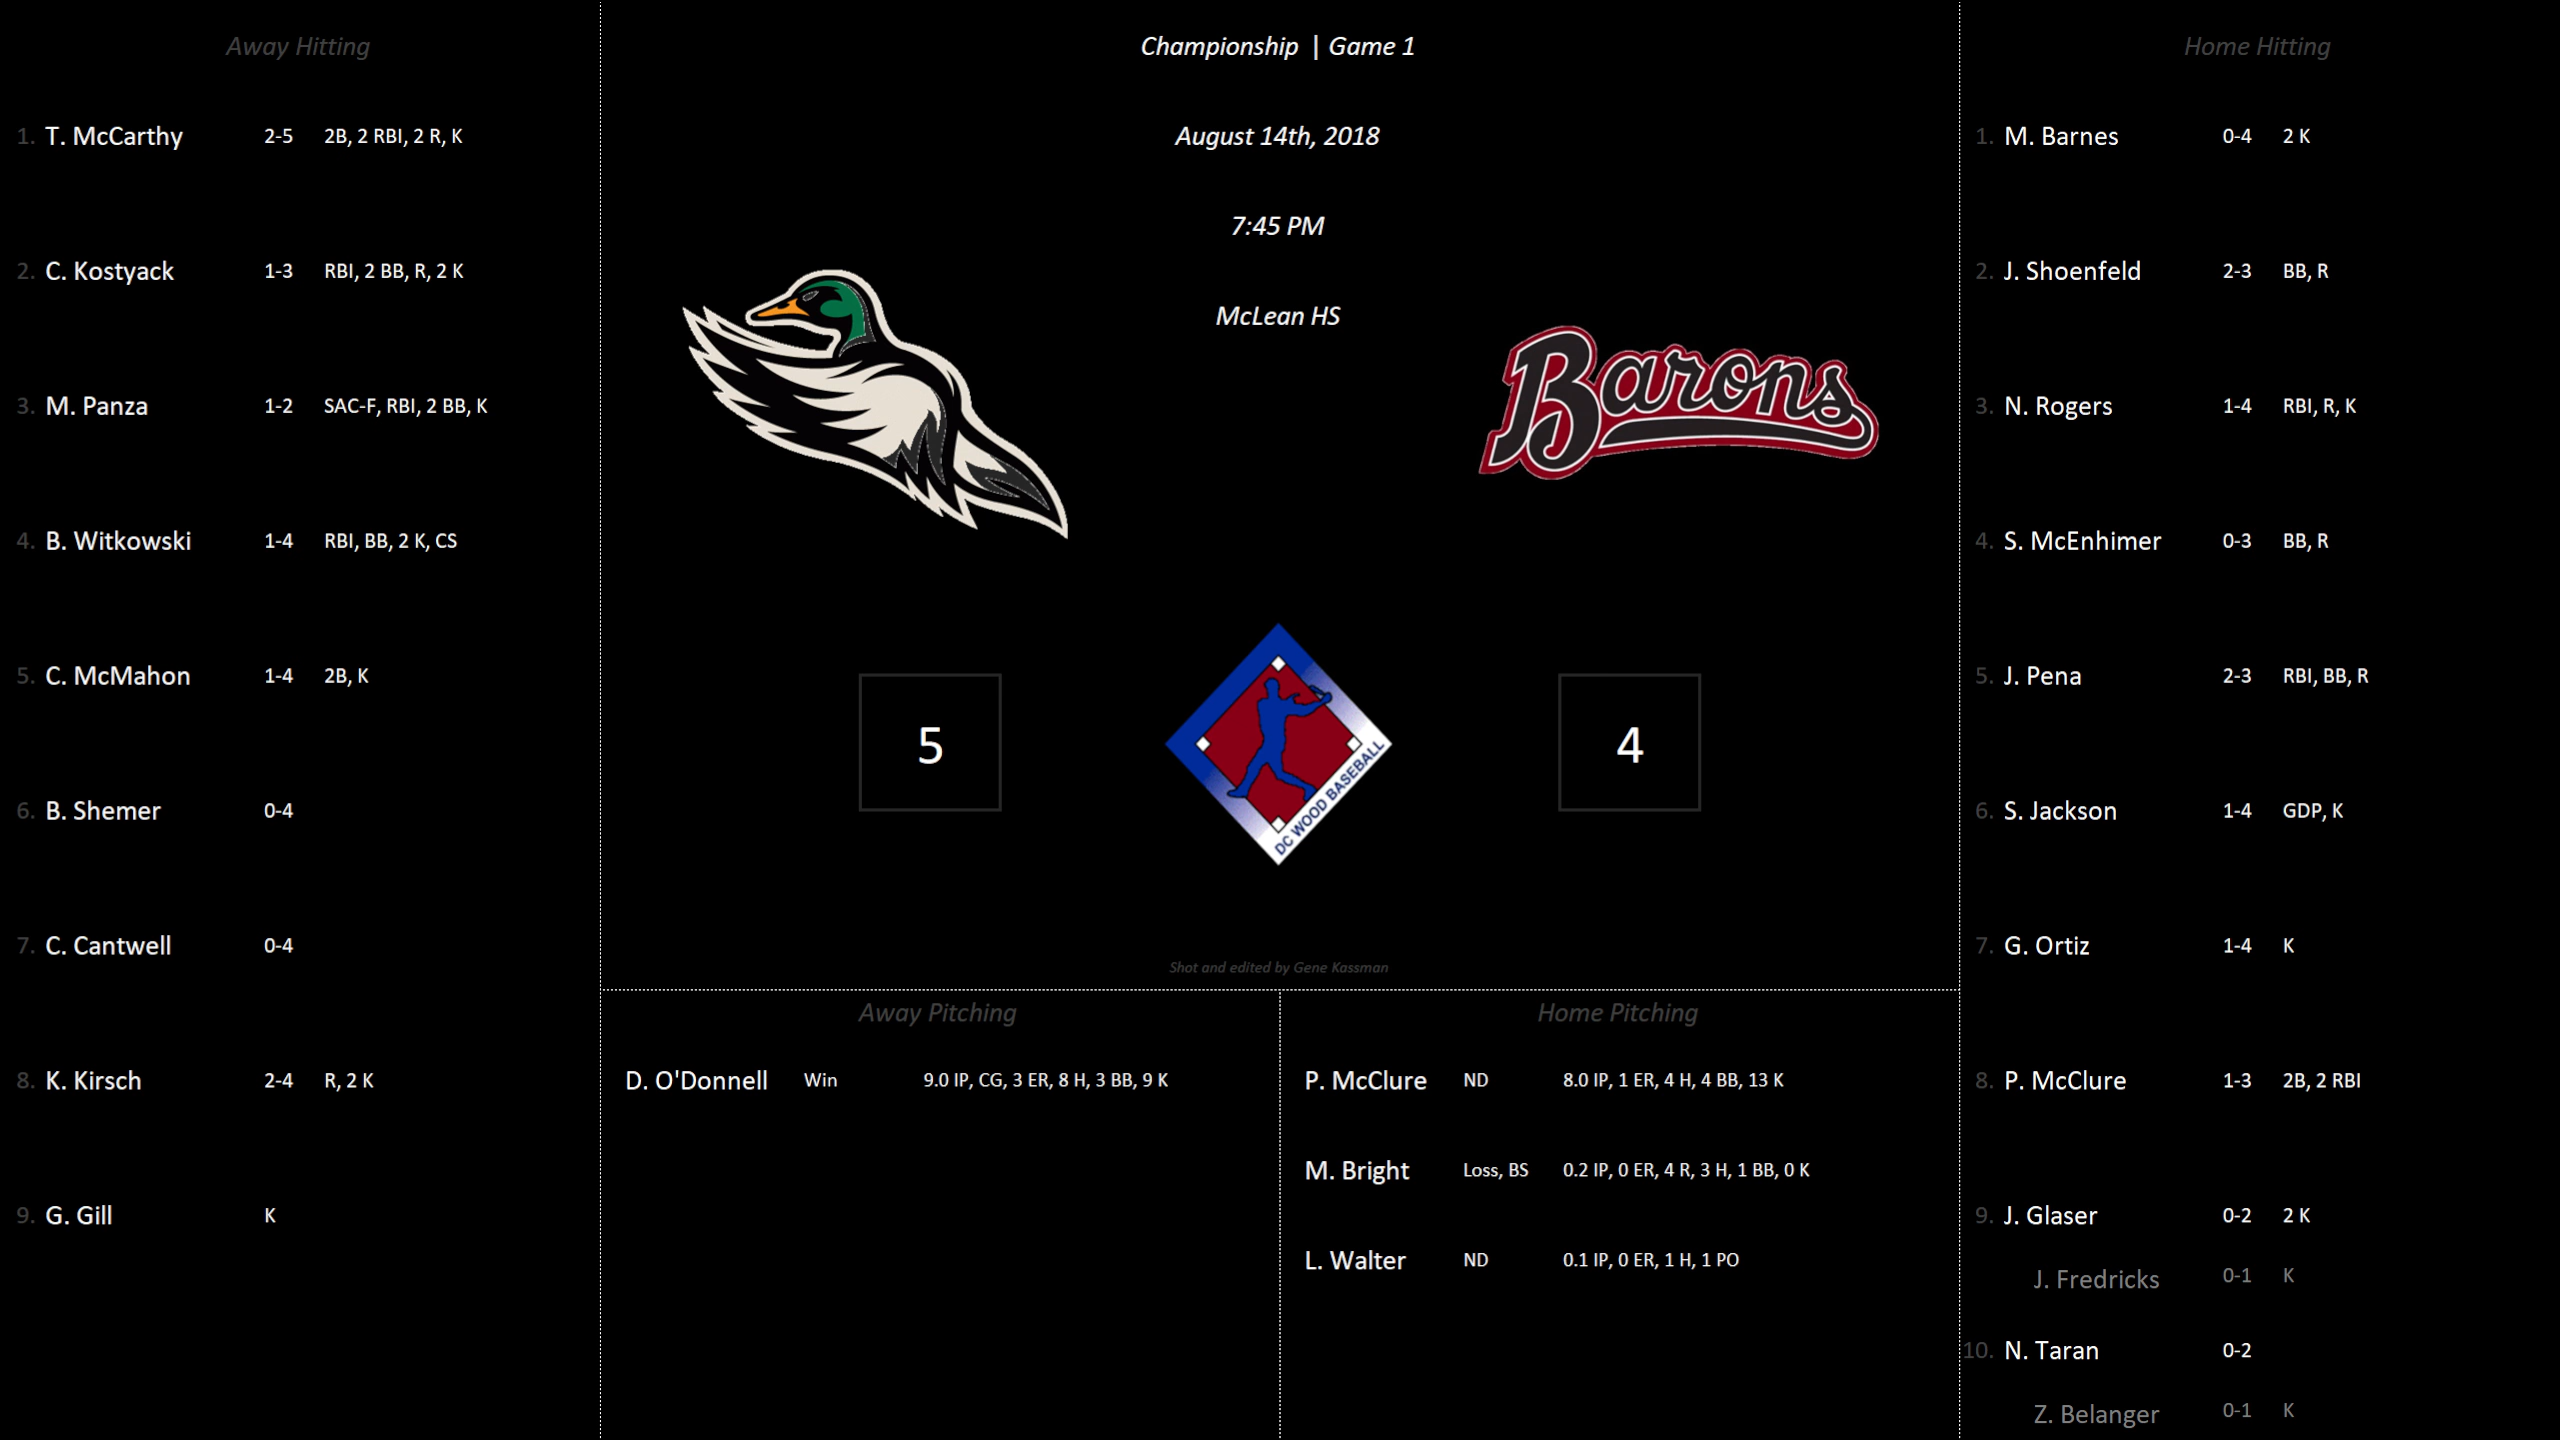 Away Hitting
1. T. McCarthy 2-5 2B, 2 RBI, 2 R, K
2. C. Kostyack 1-3 RBI, 2 BB, R, 2 K
3. M. Panza 1-2 SAC-F, RBI, 2 BB, K
4. B. Witkowski 1-4 RBI, BB, 2 K, CS
5. C. McMahon 1-4 2B, K
6. B. Shemer 0-4
7. C. Cantwell 0-4
8. K. Kirsch 2-4 R, 2 K
9. G. Gill K
Championship | Game 1
August 14th, 2018
7:45 PM
McLean HS
Barons
5
DC WOOD BASEBALL
4
Shot and edited by Gene Kassman
Away Pitching
D. O'Donnell Win 9.0 IP, CG, 3 ER, 8 H, 3 BB, 9 K
Home Pitching
P. McClure ND 8.0 IP, 1 ER, 4 H, 4 BB, 13 K
M. Bright Loss, BS 0.2 IP, 0 ER, 4 R, 3 H, 1 BB, 0 K
L. Walter ND 0.1 IP, 0 ER, 1 H, 1 PO
Home Hitting
1. M. Barnes 0-4 2 K
2. J. Shoenfeld 2-3 BB, R
3. N. Rogers 1-4 RBI, R, K
4. S. McEnhimer 0-3 BB, R
5. J. Pena 2-3 RBI, BB, R
6. S. Jackson 1-4 GDP, K
7. G. Ortiz 1-4 K
8. P. McClure 1-3 2B, 2 RBI
9. J. Glaser 0-2 2 K
J. Fredricks 0-1 K
10. N. Taran 0-2
Z. Belanger 0-1 K